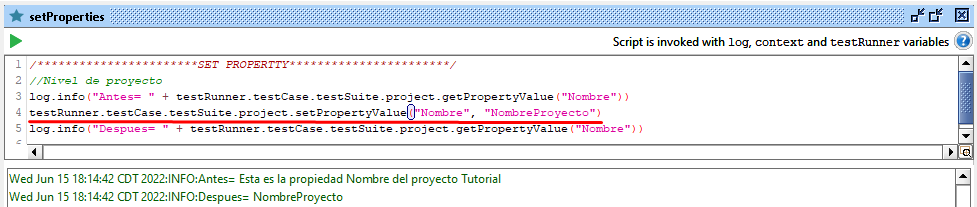 setProperties
Script is invoked with log, context and testRunner variables
1 /***********************SET PROPERTTY***********************/
2 //Nivel de proyecto
3 log.info("Antes= " + testRunner.testCase.testSuite.project.getPropertyValue("Nombre"))
4 testRunner.testCase.testSuite.project.setPropertyValue("Nombre", "NombreProyecto")
5 log.info("Despues= " + testRunner.testCase.testSuite.project.getPropertyValue("Nombre"))
Wed Jun 15 18:14:42 CDT 2022:INFO:Antes= Esta es la propiedad Nombre del proyecto Tutorial
Wed Jun 15 18:14:42 CDT 2022:INFO:Despues= NombreProyecto